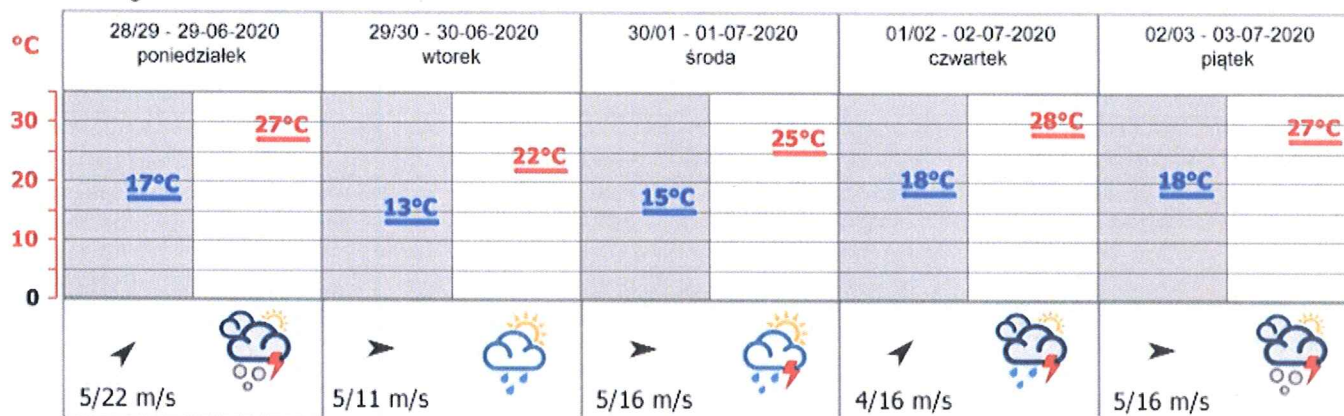 °C
28/29 - 29-06-2020
poniedziałek
29/30 - 30-06-2020
wtorek
30/01 - 01-07-2020
środa
01/02 - 02-07-2020
czwartek
02/03 - 03-07-2020
piątek
30
20
10
0
17°C
27°C
13°C
22°C
15°C
25°C
18°C
28°C
18°C
27°C
5/22 m/s
5/11 m/s
5/16 m/s
4/16 m/s
5/16 m/s